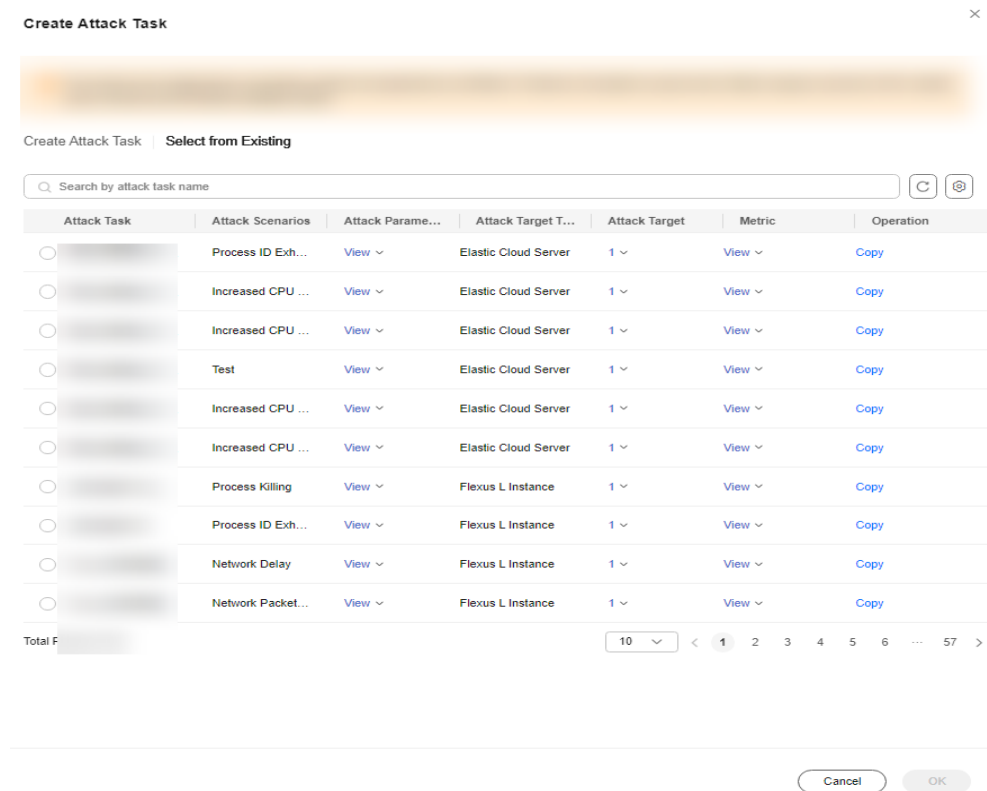 Create Attack Task
Create Attack Task Select from Existing
Search by attack task name
Attack Task Attack Scenarios Attack Parame... Attack Target T... Attack Target Metric Operation
Process ID Exh... View Elastic Cloud Server 1 View Copy
Increased CPU ... View Elastic Cloud Server 1 View Copy
Increased CPU ... View Elastic Cloud Server 1 View Copy
Test View Elastic Cloud Server 1 View Copy
Increased CPU ... View Elastic Cloud Server 1 View Copy
Increased CPU ... View Elastic Cloud Server 1 View Copy
Process Killing View Flexus L Instance 1 View Copy
Process ID Exh... View Flexus L Instance 1 View Copy
Network Delay View Flexus L Instance 1 View Copy
Network Packet... View Flexus L Instance 1 View Copy
Total 10 < 1 2 3 4 5 6 ... 57 >
Cancel OK